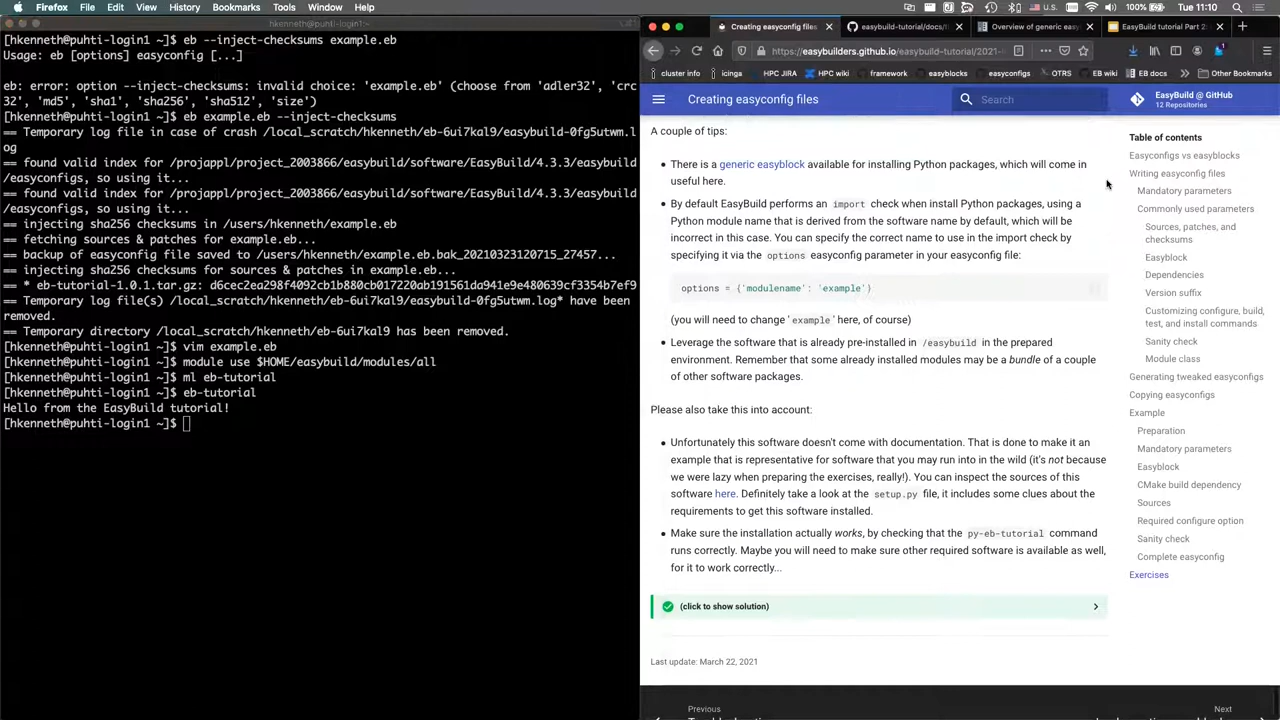 Firefox File Edit View History Bookmarks Tools Window Help
U.S. Tue 11:10
hkenneth@puhti-login1:~
[hkenneth@puhti-login1 ~]$ eb --inject-checksums example.eb
Usage: eb [options] easyconfig [...]
eb: error: option --inject-checksums: invalid choice: 'example.eb' (choose from 'adler32', 'crc
32', 'md5', 'sha1', 'sha256', 'sha512', 'size')
[hkenneth@puhti-login1 ~]$ eb example.eb --inject-checksums
== Temporary log file in case of crash /local_scratch/hkenneth/eb-6ui7kal9/easybuild-0fg5utwm.l
og
== found valid index for /projappl/project_2003866/easybuild/software/EasyBuild/4.3.3/easybuild
/easyconfigs, so using it...
== found valid index for /projappl/project_2003866/easybuild/software/EasyBuild/4.3.3/easybuild
/easyconfigs, so using it...
== injecting sha256 checksums in /users/hkenneth/example.eb
== fetching sources & patches for example.eb...
== backup of easyconfig file saved to /users/hkenneth/example.eb.bak_20210323120715_27457...
== injecting sha256 checksums for sources & patches in example.eb...
== * eb-tutorial-1.0.1.tar.gz: d6cec2ea298f4092cb1b880cb017220ab191561da941e9e480639cf3354b7ef9
== Temporary log file(s) /local_scratch/hkenneth/eb-6ui7kal9/easybuild-0fg5utwm.log* have been
removed.
== Temporary directory /local_scratch/hkenneth/eb-6ui7kal9 has been removed.
[hkenneth@puhti-login1 ~]$ vim example.eb
[hkenneth@puhti-login1 ~]$ module use $HOME/easybuild/modules/all
[hkenneth@puhti-login1 ~]$ ml eb-tutorial
[hkenneth@puhti-login1 ~]$ eb-tutorial
Hello from the EasyBuild tutorial!
[hkenneth@puhti-login1 ~]$
Creating easyconfig files
easybuild-tutorial/docs/
Overview of generic easyc
EasyBuild tutorial Part 2:
https://easybuilders.github.io/easybuild-tutorial/2021-
cluster info icinga HPC JIRA HPC wiki framework easyblocks easyconfigs OTRS EB wiki EB docs Other Bookmarks
Creating easyconfig files
Search
EasyBuild @ GitHub
12 Repositories
A couple of tips:
There is a generic easyblock available for installing Python packages, which will come in
useful here.
By default EasyBuild performs an import check when install Python packages, using a
Python module name that is derived from the software name by default, which will be
incorrect in this case. You can specify the correct name to use in the import check by
specifying it via the options easyconfig parameter in your easyconfig file:
options = {'modulename': 'example'}
(you will need to change 'example' here, of course)
Leverage the software that is already pre-installed in /easybuild in the prepared
environment. Remember that some already installed modules may be a bundle of a couple
of other software packages.
Please also take this into account:
Unfortunately this software doesn't come with documentation. That is done to make it an
example that is representative for software that you may run into in the wild (it's not because
we were lazy when preparing the exercises, really!). You can inspect the sources of this
software here. Definitely take a look at the setup.py file, it includes some clues about the
requirements to get this software installed.
Make sure the installation actually works, by checking that the py-eb-tutorial command
runs correctly. Maybe you will need to make sure other required software is available as well,
for it to work correctly...
(click to show solution)
Last update: March 22, 2021
Previous
Next
Table of contents
Easyconfigs vs easyblocks
Writing easyconfig files
Mandatory parameters
Commonly used parameters
Sources, patches, and
checksums
Easyblock
Dependencies
Version suffix
Customizing configure, build,
test, and install commands
Sanity check
Module class
Generating tweaked easyconfigs
Copying easyconfigs
Example
Preparation
Mandatory parameters
Easyblock
CMake build dependency
Sources
Required configure option
Sanity check
Complete easyconfig
Exercises